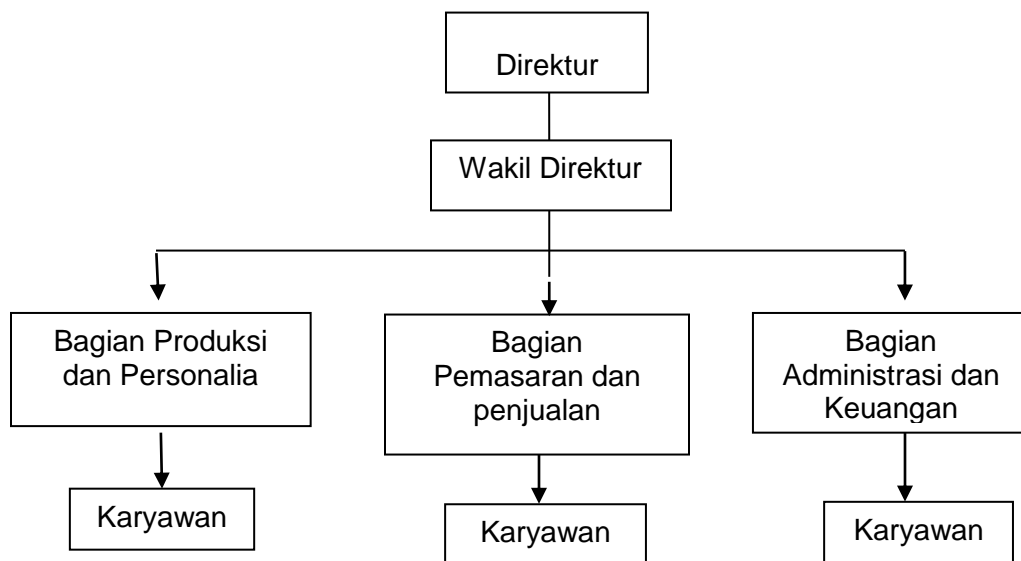 Direktur
Wakil Direktur
Bagian Produksi
dan Personalia
Bagian
Pemasaran dan
penjualan
Bagian
Administrasi dan
Keuangan
Karyawan
Karyawan
Karyawan